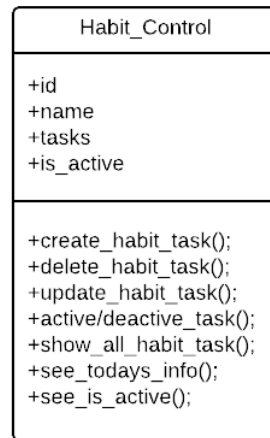 Habit_Control
+id
+name
+tasks
+is_active
+create_habit_task();
+delete_habit_task();
+update_habit_task();
+active/deactive_task();
+show_all_habit_task();
+see_todays_info();
+see_is_active();